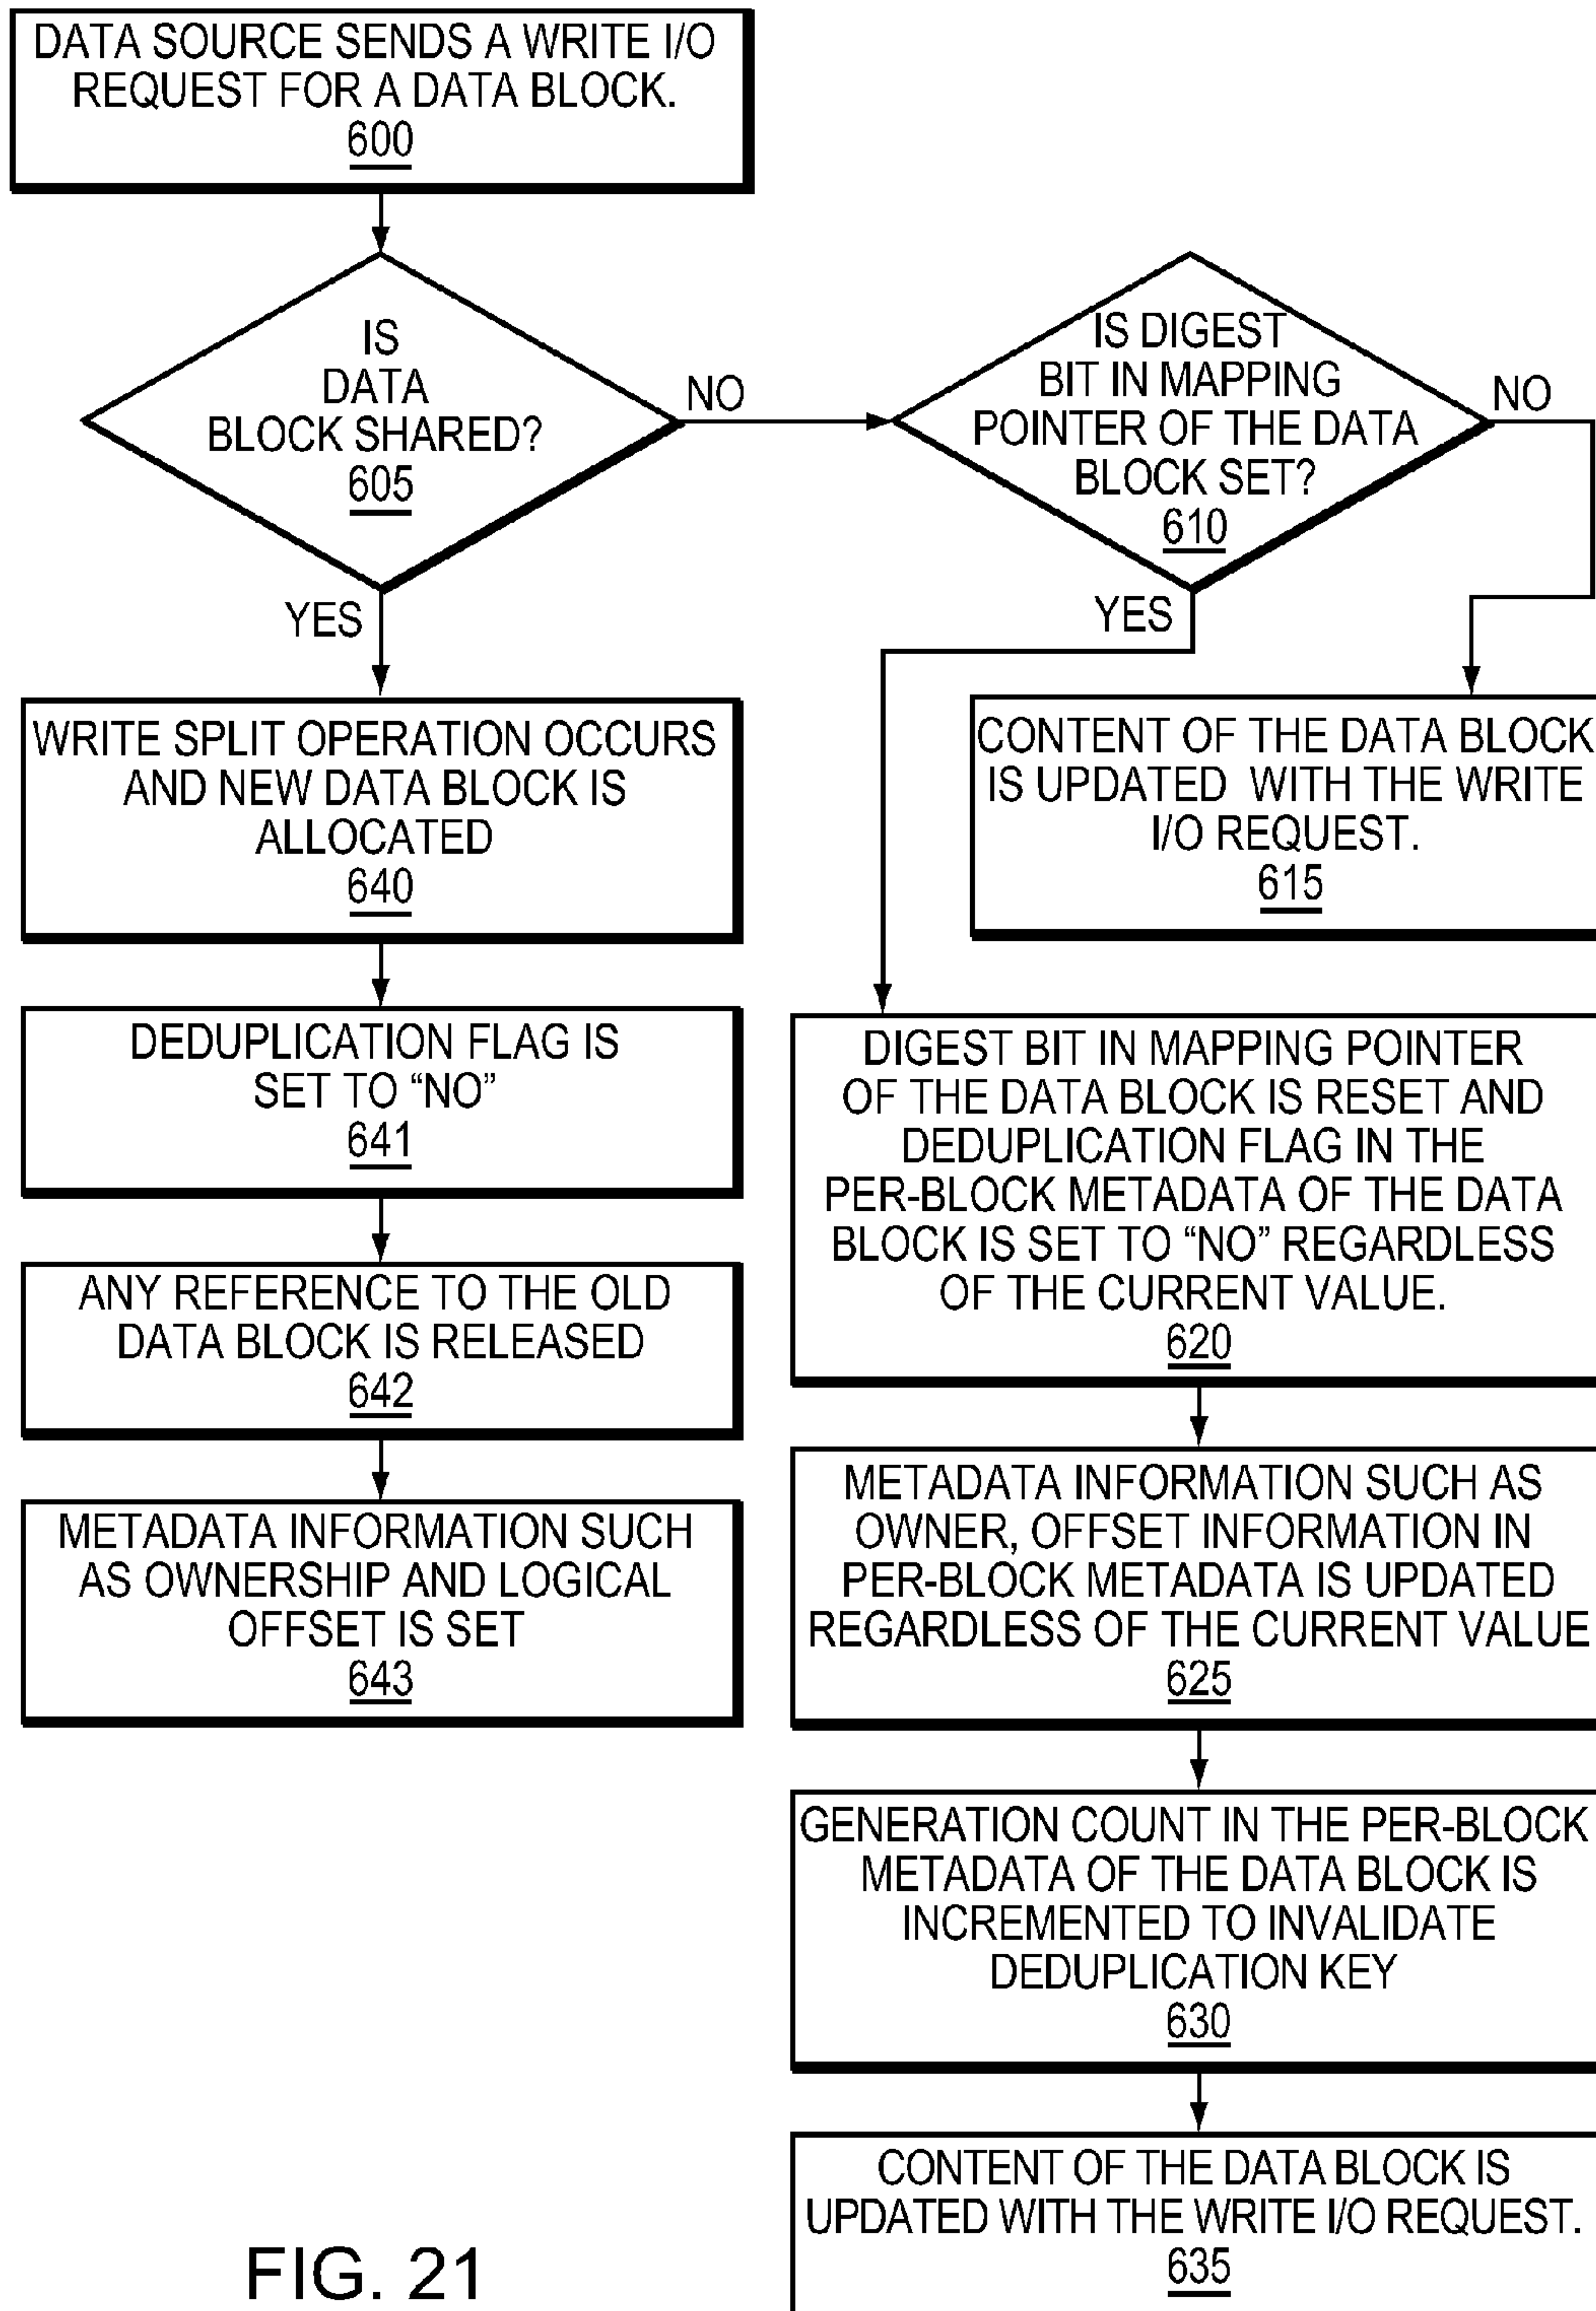 DATA SOURCE SENDS A WRITE I/O
REQUEST FOR A DATA BLOCK.
600
IS
DATA
BLOCK SHARED?
605
NO
YES
IS DIGEST
BIT IN MAPPING
POINTER OF THE DATA
BLOCK SET?
610
NO
YES
WRITE SPLIT OPERATION OCCURS
AND NEW DATA BLOCK IS
ALLOCATED
640
CONTENT OF THE DATA BLOCK
IS UPDATED WITH THE WRITE
I/O REQUEST.
615
DEDUPLICATION FLAG IS
SET TO “NO”
641
ANY REFERENCE TO THE OLD
DATA BLOCK IS RELEASED
642
METADATA INFORMATION SUCH
AS OWNERSHIP AND LOGICAL
OFFSET IS SET
643
DIGEST BIT IN MAPPING POINTER
OF THE DATA BLOCK IS RESET AND
DEDUPLICATION FLAG IN THE
PER-BLOCK METADATA OF THE DATA
BLOCK IS SET TO “NO” REGARDLESS
OF THE CURRENT VALUE.
620
METADATA INFORMATION SUCH AS
OWNER, OFFSET INFORMATION IN
PER-BLOCK METADATA IS UPDATED
REGARDLESS OF THE CURRENT VALUE
625
GENERATION COUNT IN THE PER-BLOCK
METADATA OF THE DATA BLOCK IS
INCREMENTED TO INVALIDATE
DEDUPLICATION KEY
630
CONTENT OF THE DATA BLOCK IS
UPDATED WITH THE WRITE I/O REQUEST.
635
FIG. 21